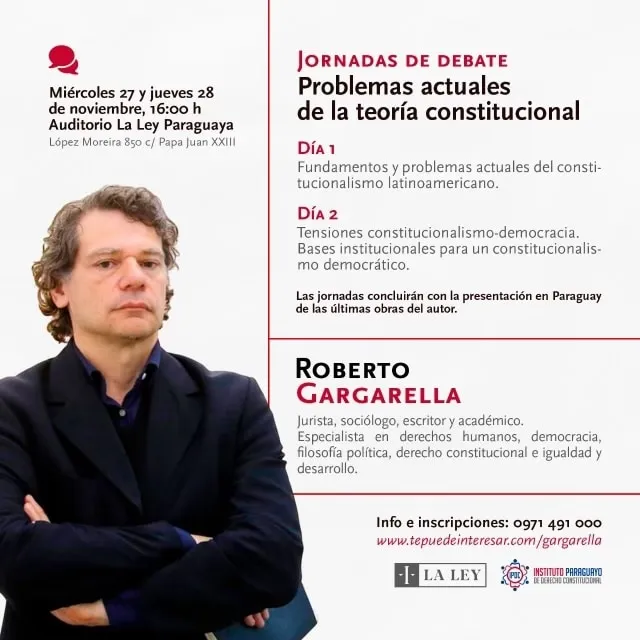 Miércoles 27 y jueves 28
de noviembre, 16:00 h
Auditorio La Ley Paraguaya
López Moreira 850 c/ Papa Juan XXIII
JORNADAS DE DEBATE
Problemas actuales
de la teoría constitucional
DÍA 1
Fundamentos y problemas actuales del consti-
tucionalismo latinoamericano.
DÍA 2
Tensiones constitucionalismo-democracia.
Bases institucionales para un constitucionalis-
mo democrático.
Las jornadas concluirán con la presentación en Paraguay
de las últimas obras del autor.
ROBERTO
GARGARELLA
Jurista, sociólogo, escritor y académico.
Especialista en derechos humanos, democracia,
filosofía política, derecho constitucional e igualdad y
desarrollo.
Info e inscripciones: 0971 491 000
www.tepuedeinteresar.com/gargarella
LA LEY
IPDC
INSTITUTO PARAGUAYO
DE DERECHO CONSTITUCIONAL